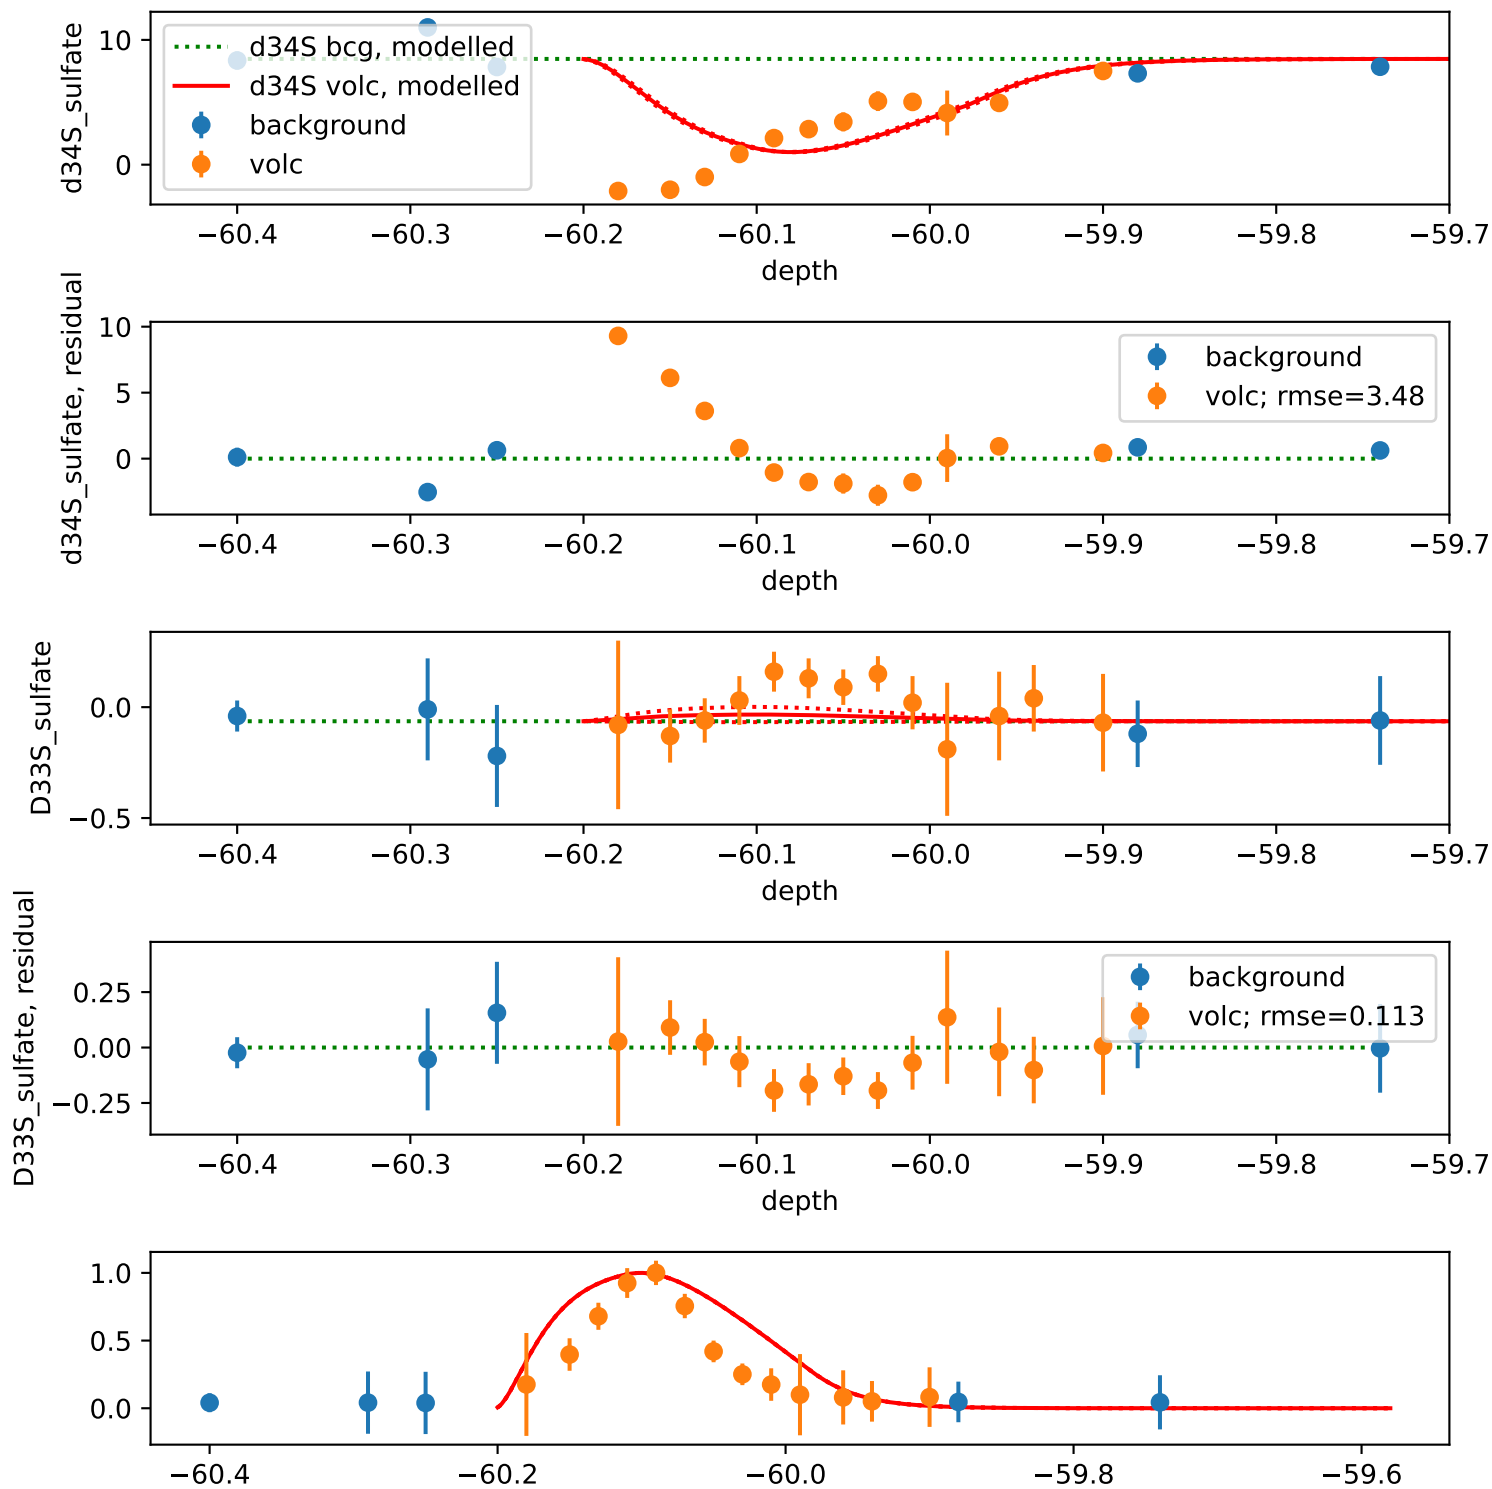 d34S_sulfate
10
0
d34S bcg, modelled
d34S volc, modelled
background
volc
−60.4 −60.3 −60.2 −60.1 −60.0 −59.9 −59.8 −59.7
depth
d34S_sulfate, residual
10
5
0
background
volc; rmse=3.48
−60.4 −60.3 −60.2 −60.1 −60.0 −59.9 −59.8 −59.7
depth
D33S_sulfate
0.0
−0.5
−60.4 −60.3 −60.2 −60.1 −60.0 −59.9 −59.8 −59.7
depth
D33S_sulfate, residual
0.25
0.00
−0.25
background
volc; rmse=0.113
−60.4 −60.3 −60.2 −60.1 −60.0 −59.9 −59.8 −59.7
depth
1.0
0.5
0.0
−60.4 −60.2 −60.0 −59.8 −59.6